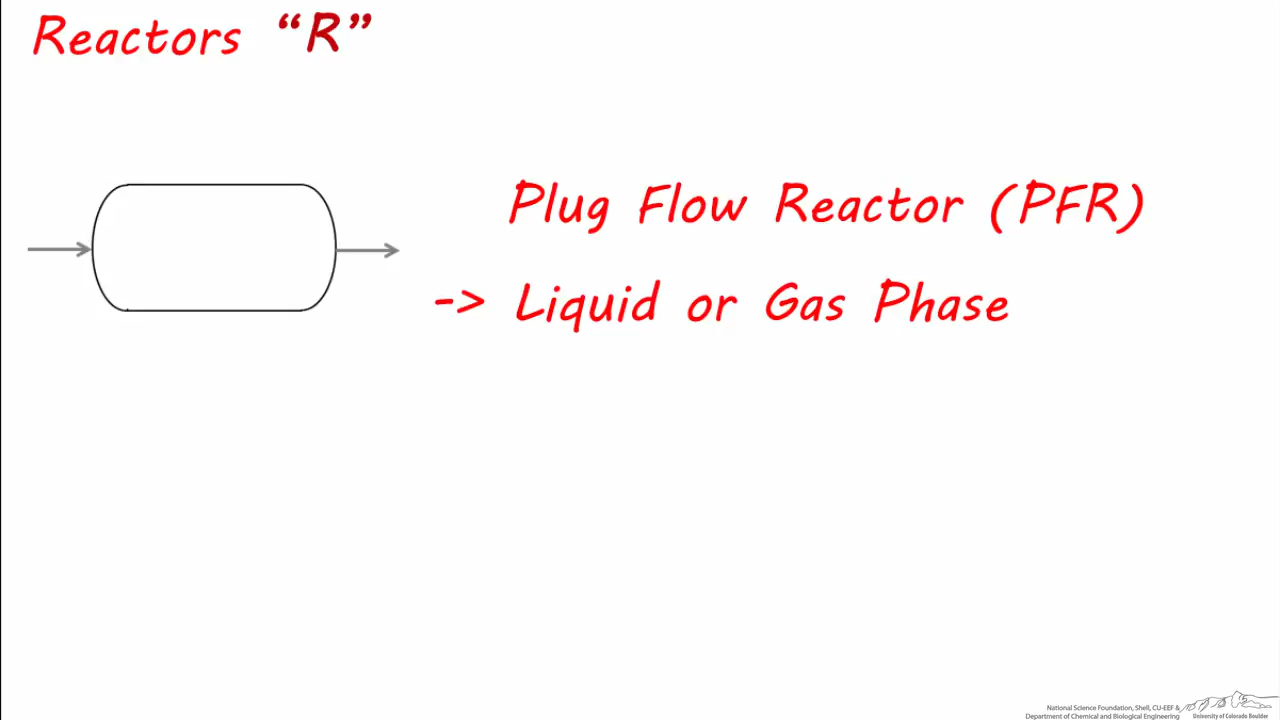 Reactors “R”
Plug Flow Reactor (PFR)
-> Liquid or Gas Phase
National Science Foundation, Shell, CU-EEF &
Department of Chemical and Biological Engineering
University of Colorado Boulder